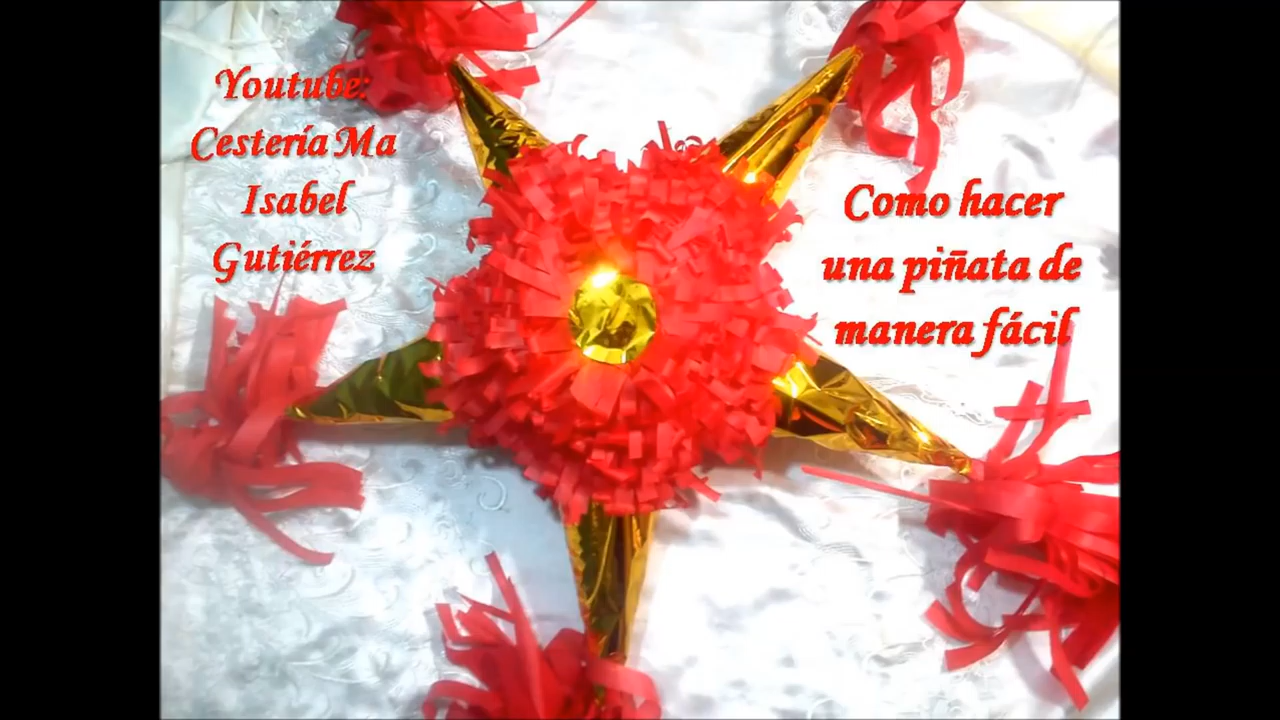 Youtube:
Cestería Ma
Isabel
Gutiérrez
Como hacer
una piñata de
manera fácil